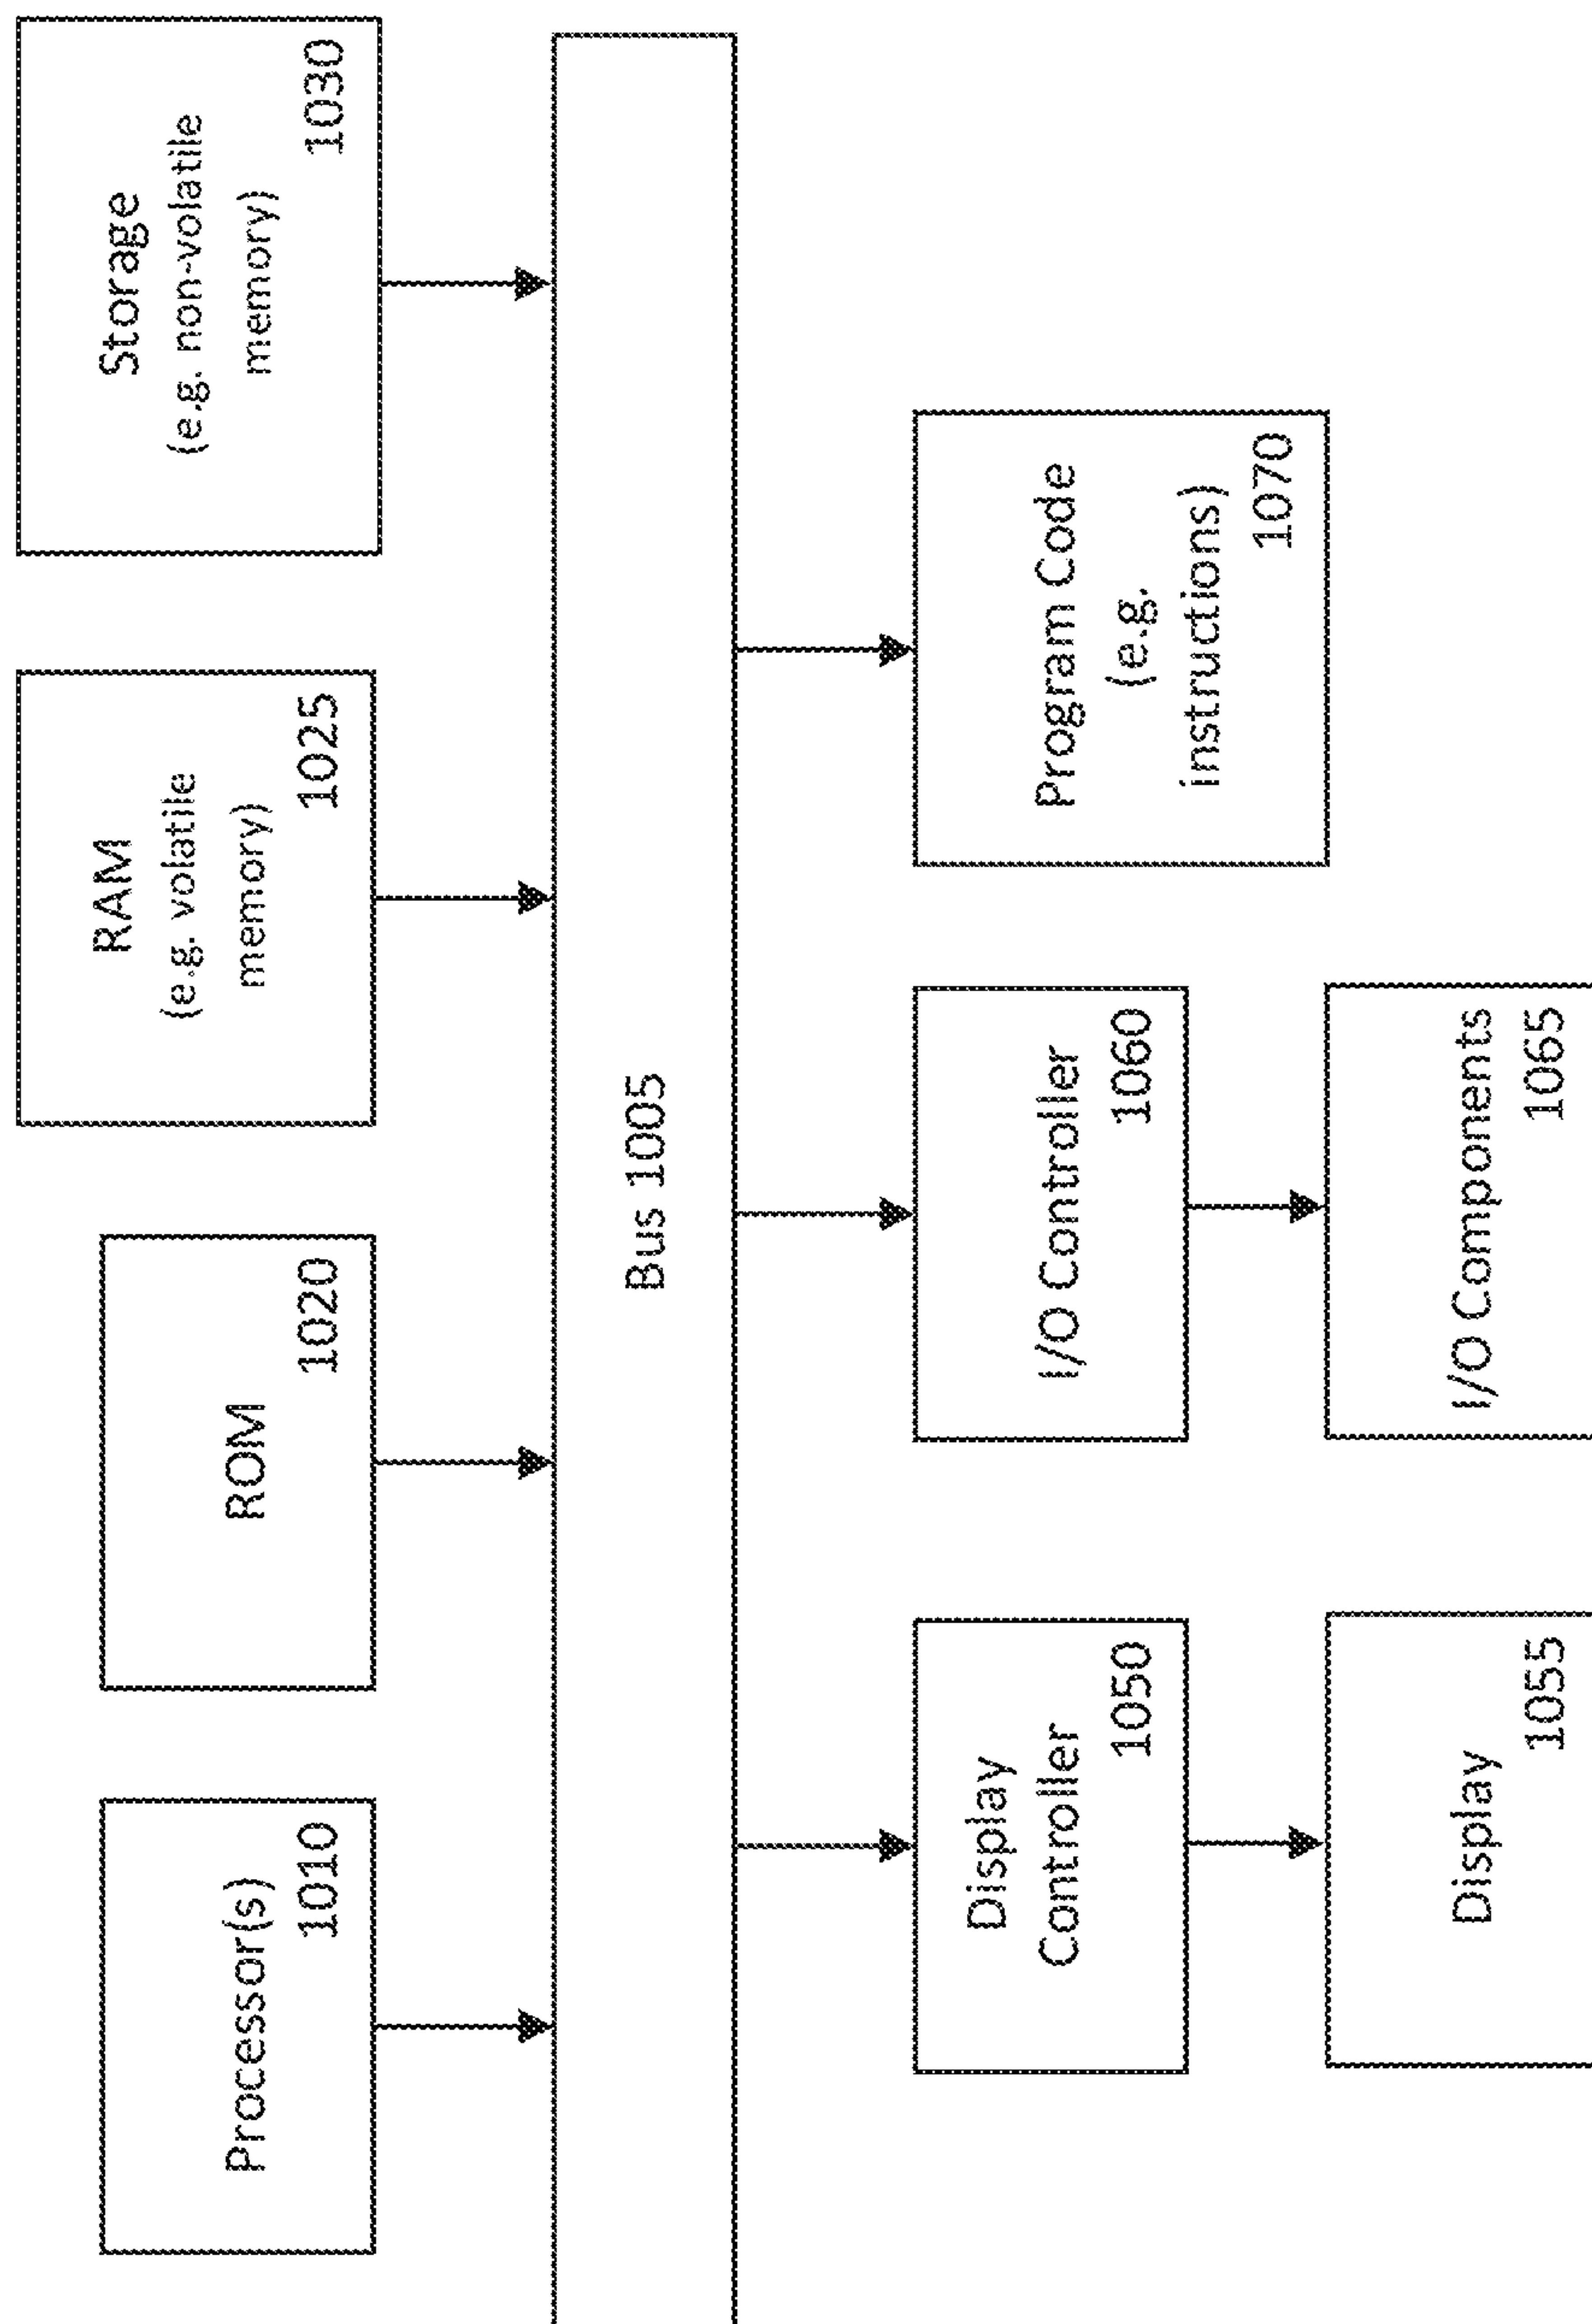 Processor(s)
1010
ROM
1020
RAM
(e.g. volatile
memory)
1025
Storage
(e.g. non-volatile
memory)
1030
Bus 1005
Display
Controller
1050
I/O Controller
1060
Program Code
(e.g.
instructions)
1070
Display
1055
I/O Components
1065